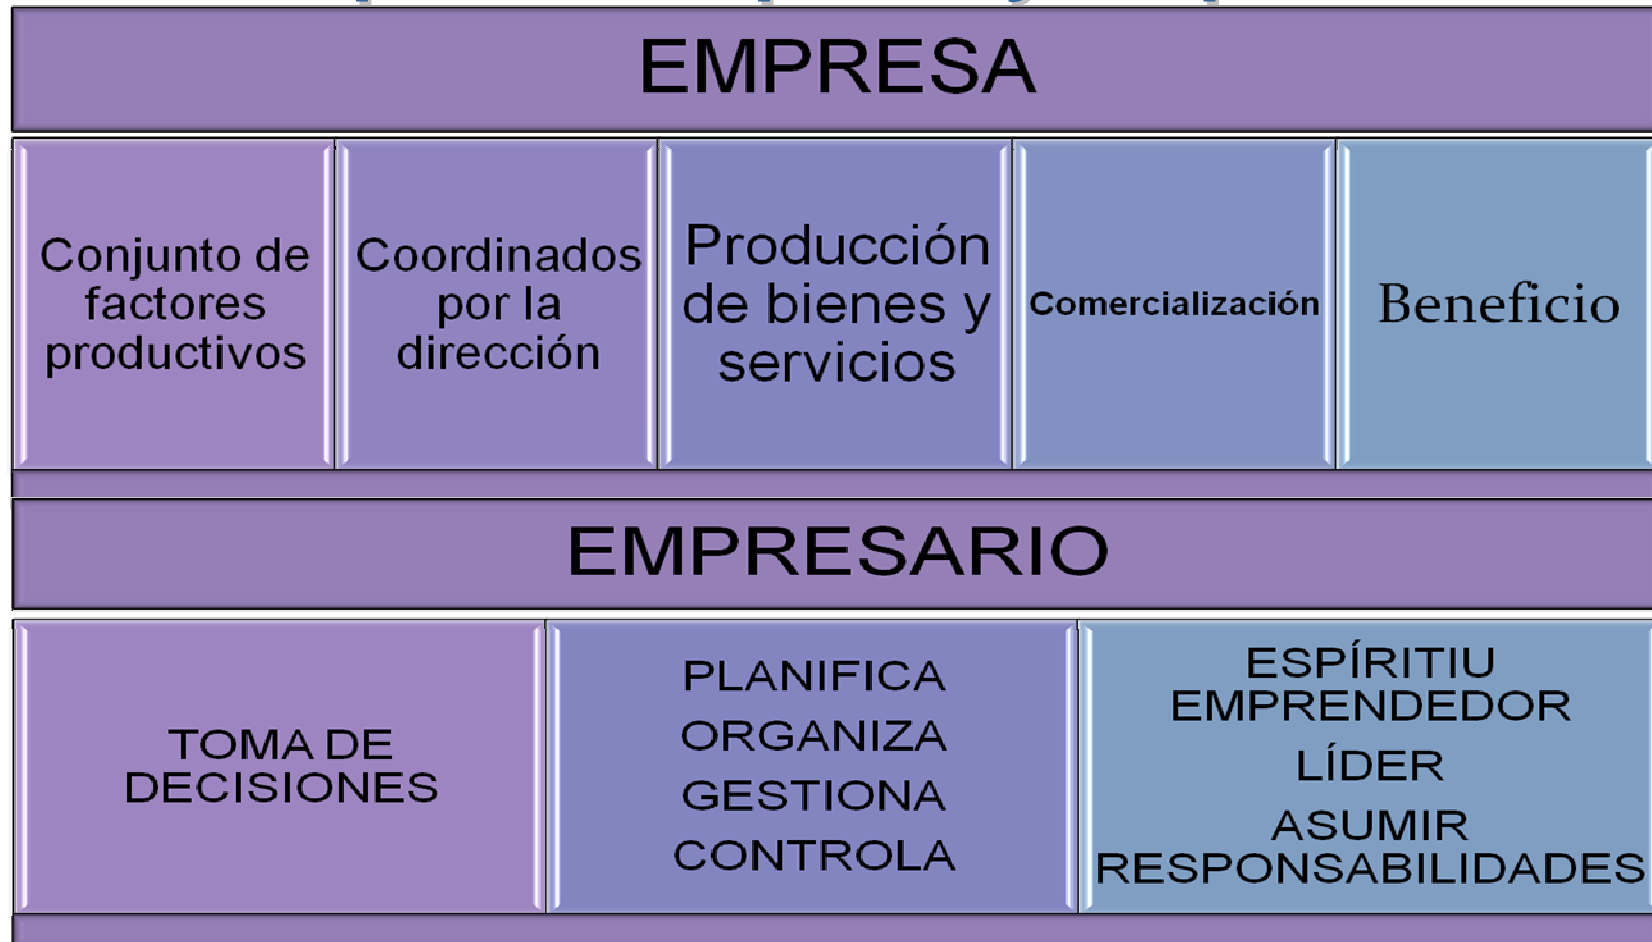 EMPRESA
Conjunto de
factores
productivos
Coordinados
por la
dirección
Producción
de bienes y
servicios
Comercialización
Beneficio
EMPRESARIO
TOMA DE
DECISIONES
PLANIFICA
ORGANIZA
GESTIONA
CONTROLA
ESPÍRITIU
EMPRENDEDOR
LÍDER
ASUMIR
RESPONSABILIDADES